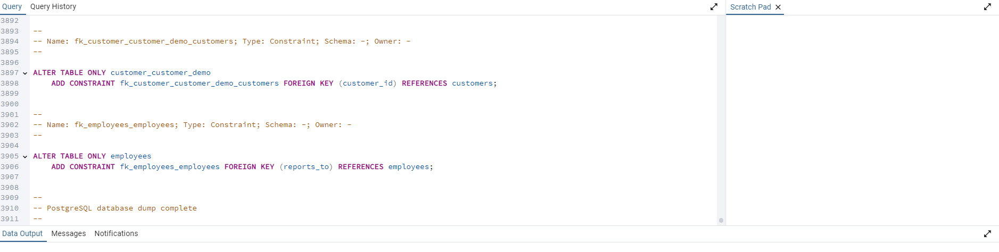 Query Query History Scratch Pad ×
3892
3893 --
3894 -- Name: fk_customer_customer_demo_customers; Type: Constraint; Schema: -; Owner: -
3895 --
3896
3897 ALTER TABLE ONLY customer_customer_demo
3898 ADD CONSTRAINT fk_customer_customer_demo_customers FOREIGN KEY (customer_id) REFERENCES customers;
3899
3900
3901 --
3902 -- Name: fk_employees_employees; Type: Constraint; Schema: -; Owner: -
3903 --
3904
3905 ALTER TABLE ONLY employees
3906 ADD CONSTRAINT fk_employees_employees FOREIGN KEY (reports_to) REFERENCES employees;
3907
3908
3909 --
3910 -- PostgreSQL database dump complete
3911 --
Data Output Messages Notifications